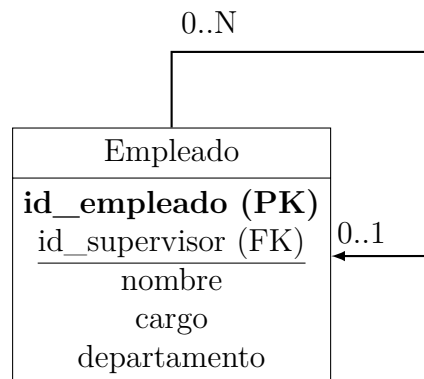 0..N
Empleado
id_empleado (PK)
id_supervisor (FK)
0..1
nombre
cargo
departamento